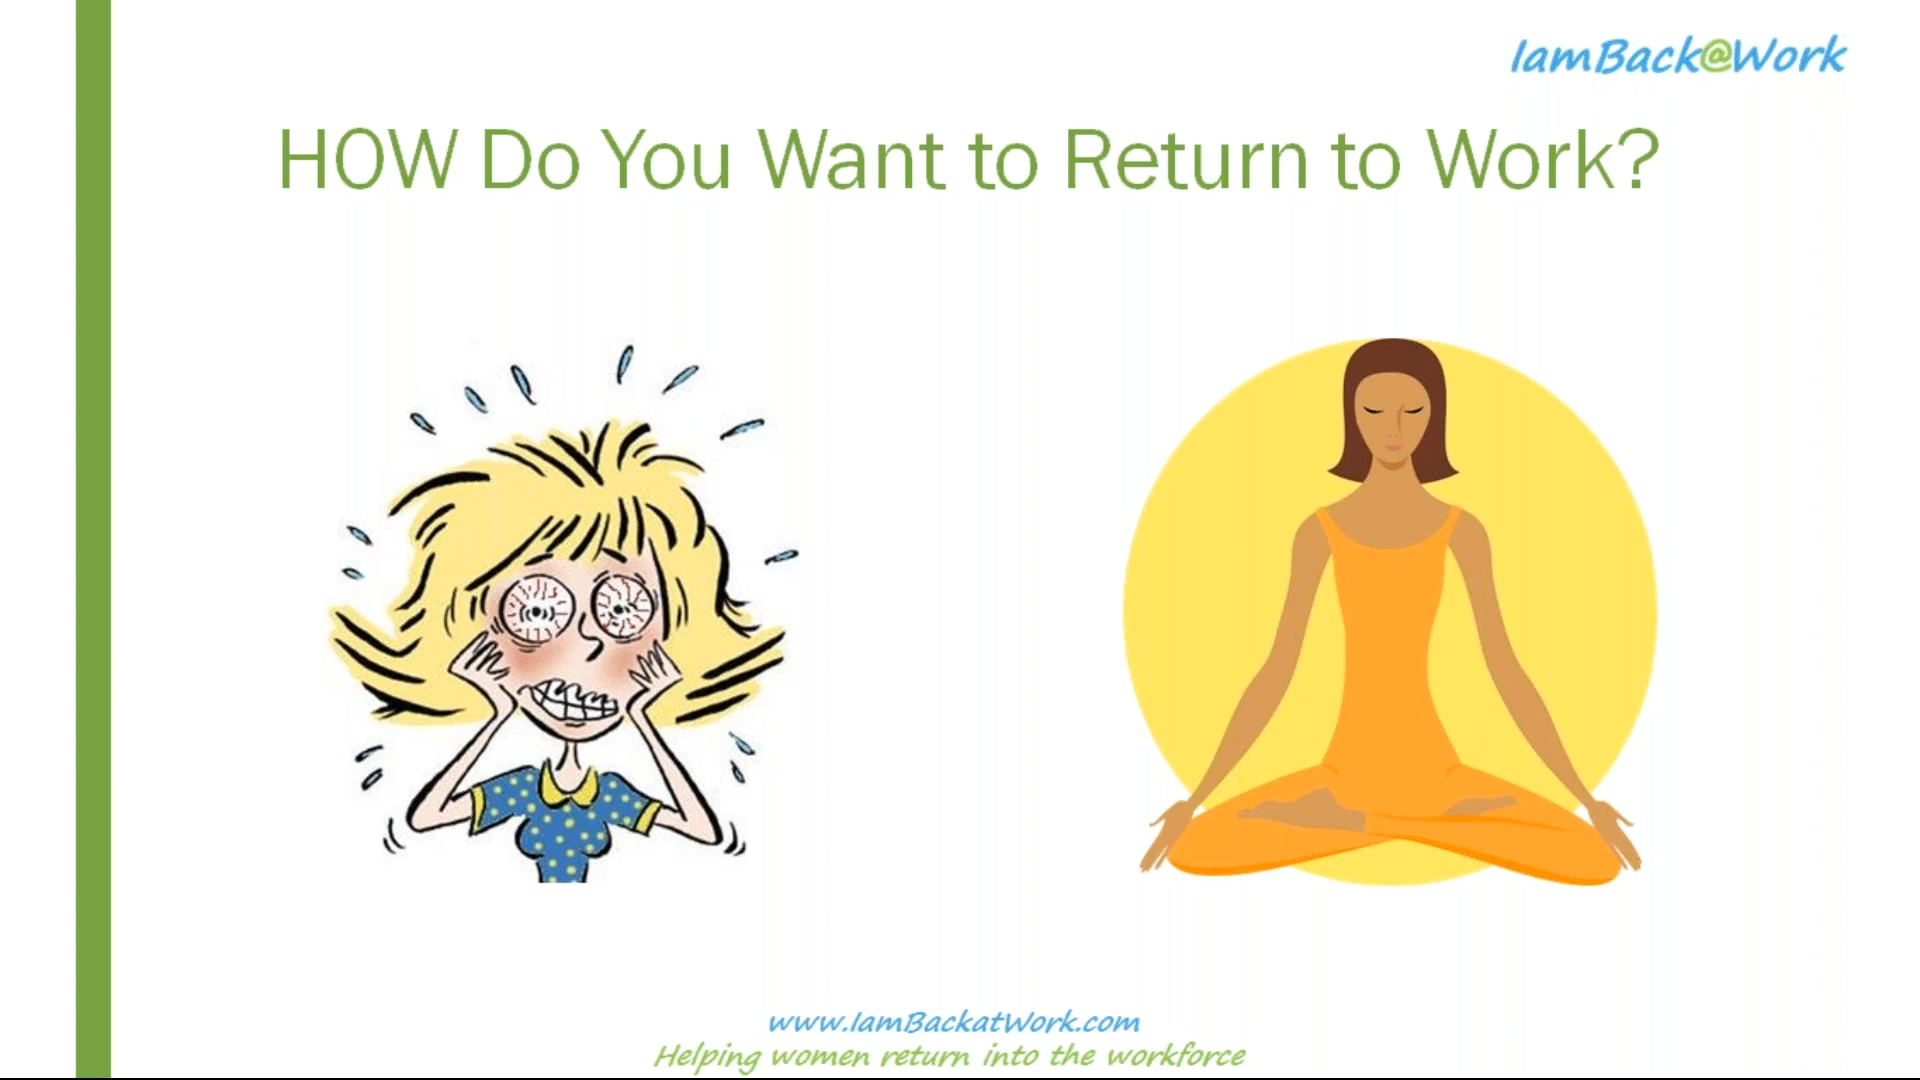 IamBack@Work
HOW Do You Want to Return to Work?
www.IamBackatWork.com
Helping women return into the workforce